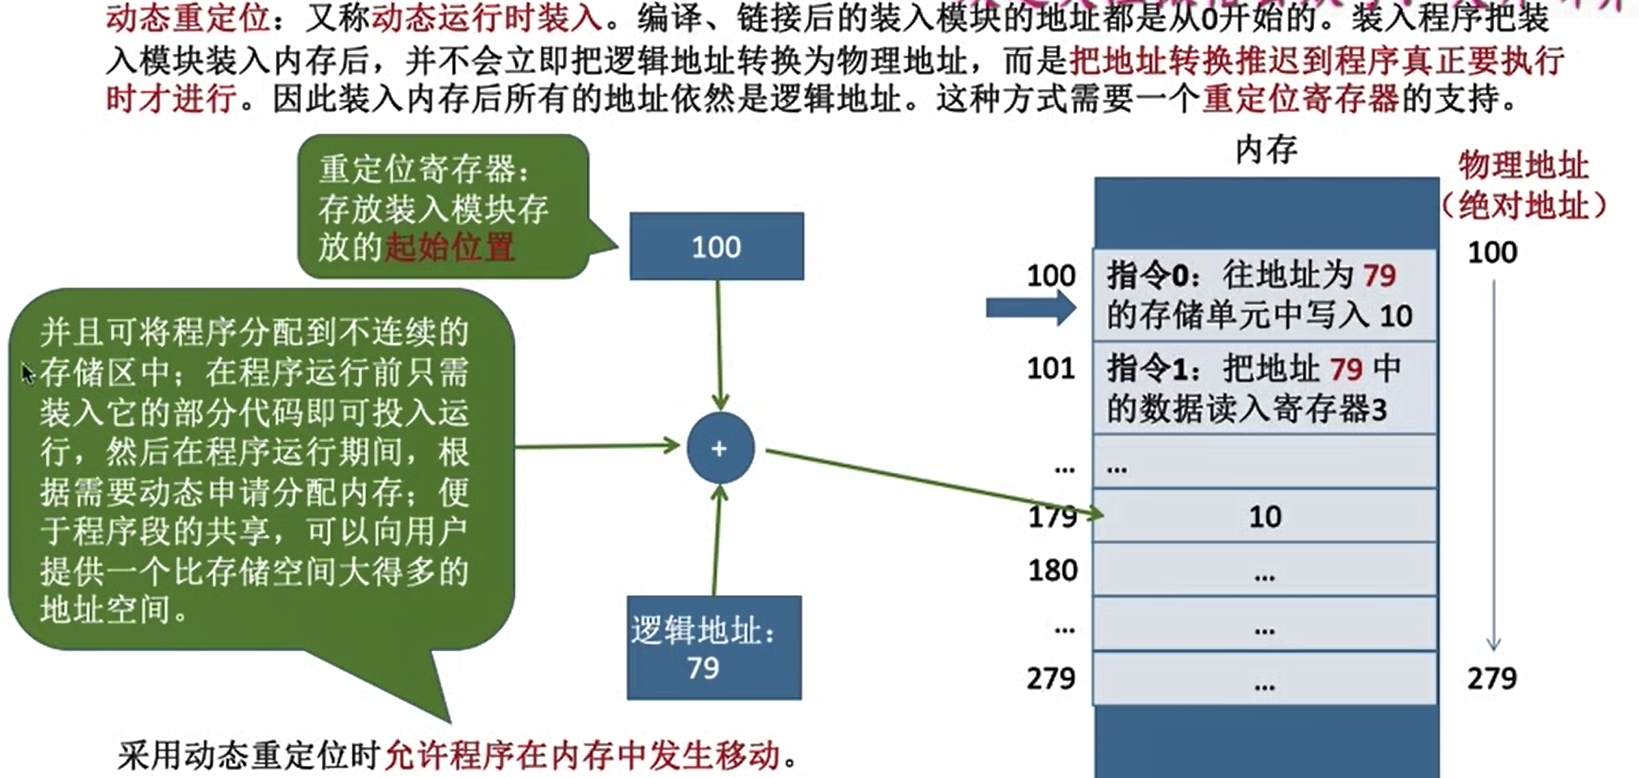 动态重定位：又称动态运行时装入。编译、链接后的装入模块的地址都是从0开始的。装入程序把装
入模块装入内存后，并不会立即把逻辑地址转换为物理地址，而是把地址转换推迟到程序真正要执行
时才进行。因此装入内存后所有的地址依然是逻辑地址。这种方式需要一个重定位寄存器的支持。
重定位寄存器：
存放装入模块存
放的起始位置
100
并且可将程序分配到不连续的
存储区中；在程序运行前只需
装入它的部分代码即可投入运
行，然后在程序运行期间，根
据需要动态申请分配内存；便
于程序段的共享，可以向用户
提供一个比存储空间大得多的
地址空间。
+
逻辑地址：
79
内存
物理地址
（绝对地址）
100
100
指令0：往地址为 79
的存储单元中写入 10
101
指令1：把地址 79 中
的数据读入寄存器3
...
...
179
10
180
...
...
...
279
...
279
采用动态重定位时允许程序在内存中发生移动。